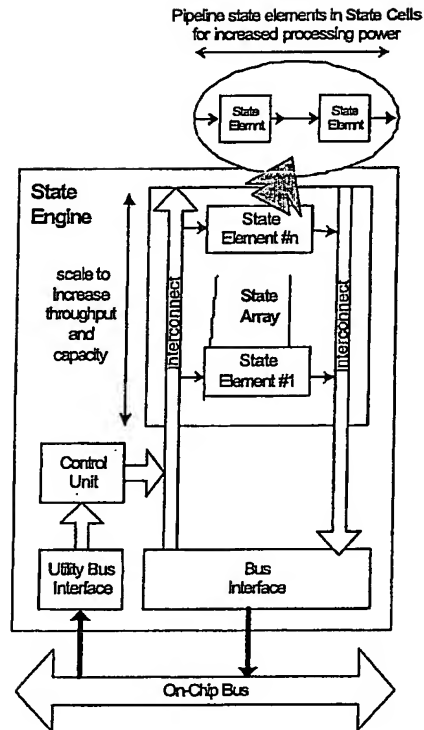 Pipeline state elements in State Cells
for increased processing power
State
Elemnt
State
Elemnt
State
Engine
scale to
increase
throughput
and
capacity
Interconnect
State
Element #n
State
Array
State
Element #1
Interconnect
Control
Unit
Utility Bus
Interface
Bus
Interface
On-Chip Bus